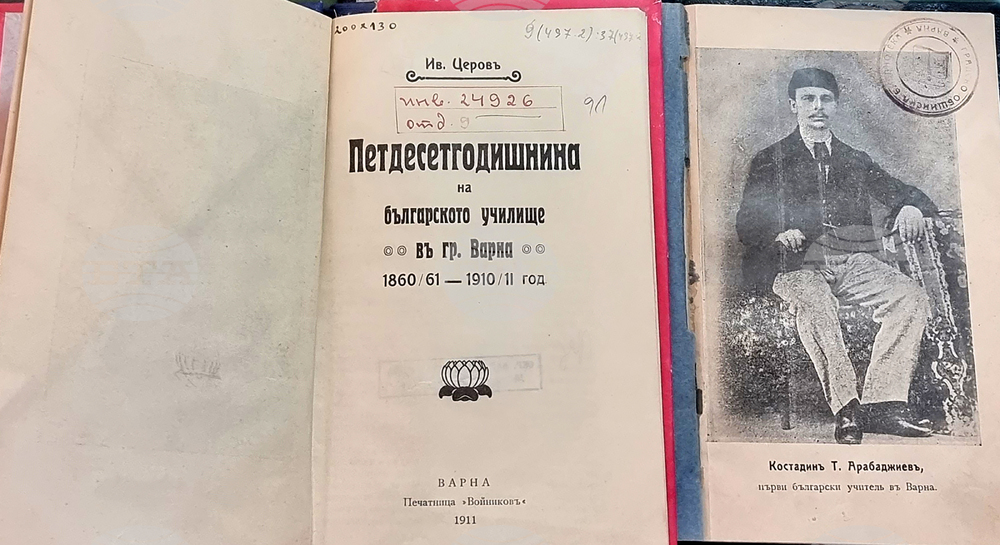 200x130
Ив. Церовъ
инв. 24926
отд. 9
91
Петдесетгодишнина
на
българското училище
въ гр. Варна
1860/61 — 1910/11 год.
ВАРНА
Печатница »Войниковъ«
1911
Костадинъ Т. Арабаджиевъ,
първи български учитель въ Варна.